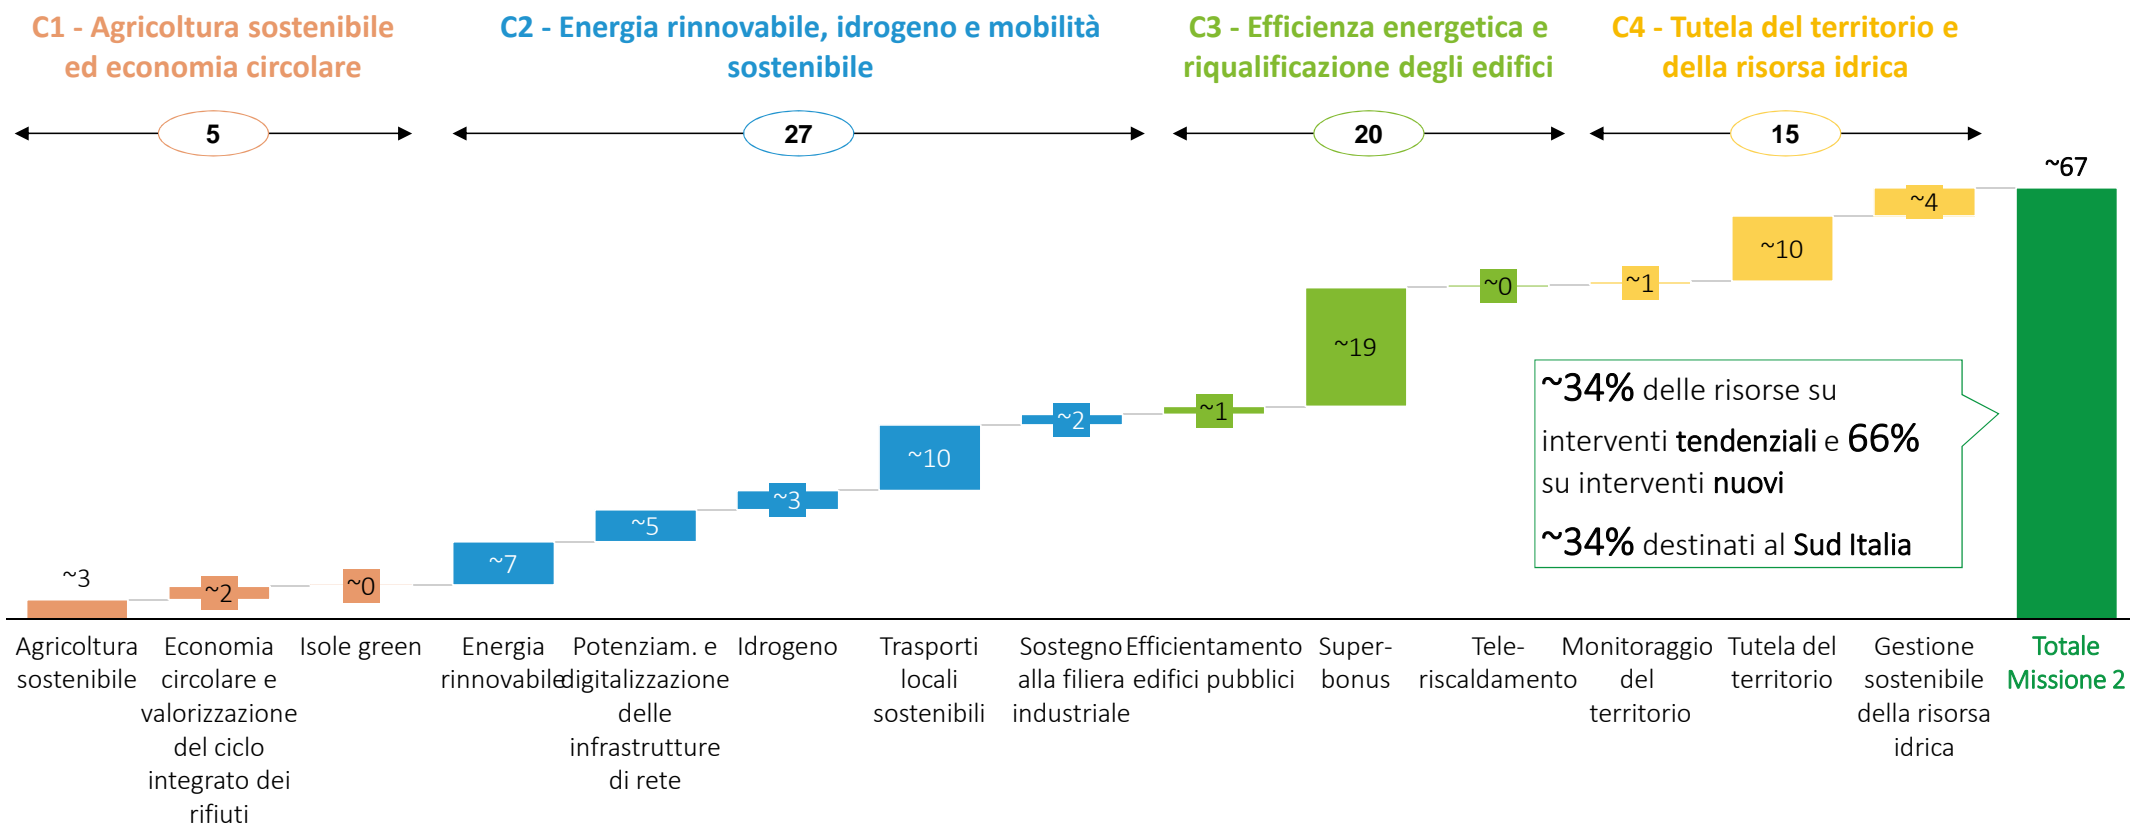 C1 - Agricoltura sostenibile
ed economia circolare
C2 - Energia rinnovabile, idrogeno e mobilità
sostenibile
C3 - Efficienza energetica e
riqualificazione degli edifici
C4 - Tutela del territorio e
della risorsa idrica
5
27
20
15
~3
~2
~0
~7
~5
~3
~10
~2
~1
~19
~0
~1
~10
~4
~67
~34% delle risorse su
interventi tendenziali e 66%
su interventi nuovi
~34% destinati al Sud Italia
Agricoltura
sostenibile
Economia
circolare e
valorizzazione
del ciclo
integrato dei
rifiuti
Isole green
Energia
rinnovabile
Potenziam. e
digitalizzazione
delle
infrastrutture
di rete
Idrogeno
Trasporti
locali
sostenibili
Sostegno
alla filiera
industriale
Efficientamento
edifici pubblici
Super-
bonus
Tele-
riscaldamento
Monitoraggio
del
territorio
Tutela del
territorio
Gestione
sostenibile
della risorsa
idrica
Totale
Missione 2